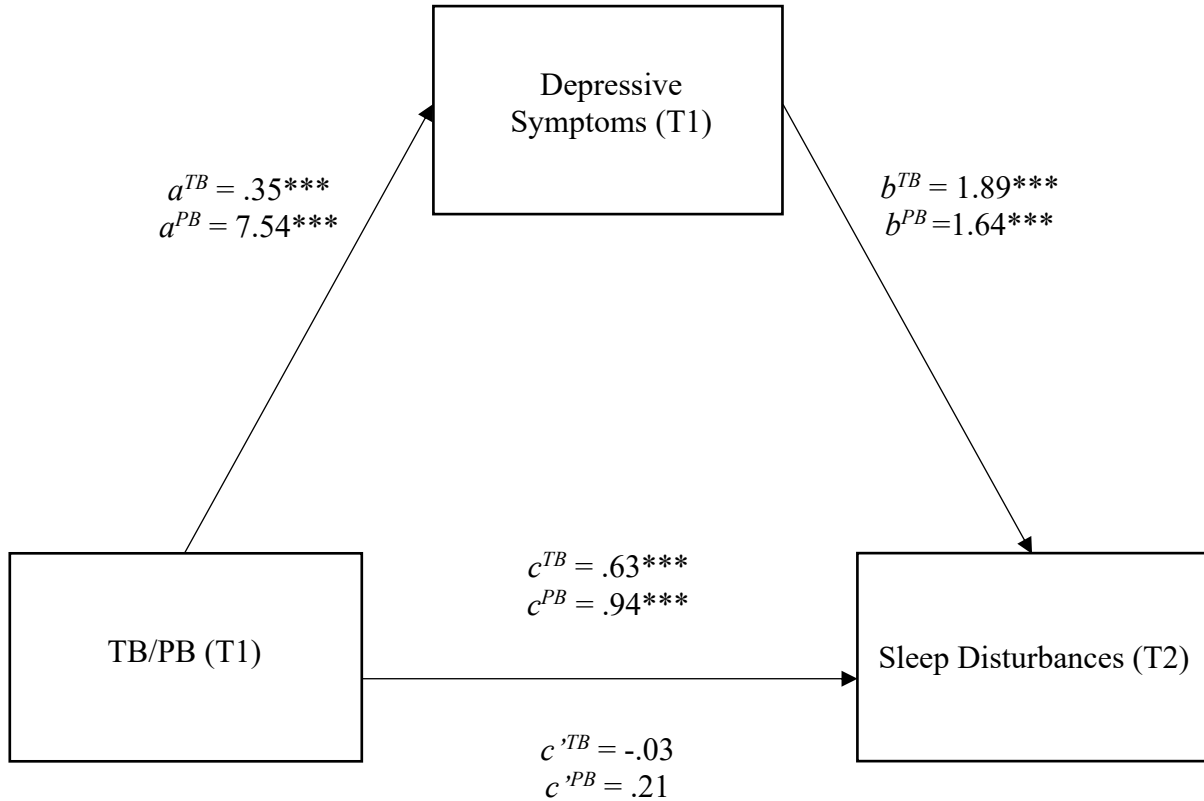 Depressive
Symptoms (T1)
a^TB = .35***
a^PB = 7.54***
b^TB = 1.89***
b^PB =1.64***
c^TB = .63***
c^PB = .94***
TB/PB (T1)
Sleep Disturbances (T2)
c’^TB = -.03
c’^PB = .21